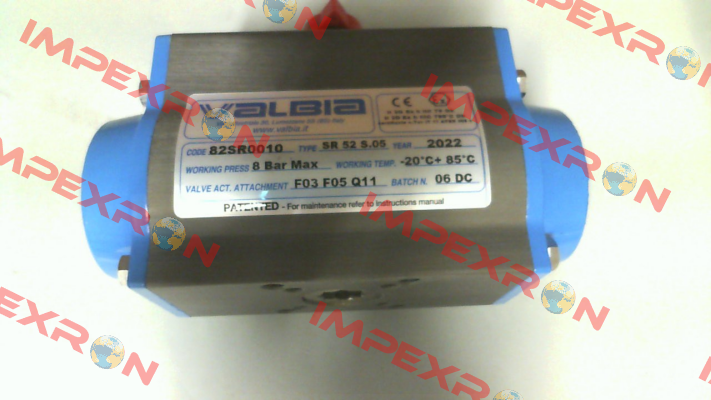 VALBIA
www.valbia.it
CE
CODE 82SR0010 TYPE SR 52 S.05 YEAR 2022
WORKING PRESS 8 Bar Max WORKING TEMP. -20°C+ 85°C
VALVE ACT. ATTACHMENT F03 F05 Q11 BATCH N. 06 DC
PATENTED - For maintenance refer to Instructions manual
IMPEXRON
IMPEXRON
IMPEXRON
IMPEXRON
IMPEXRON